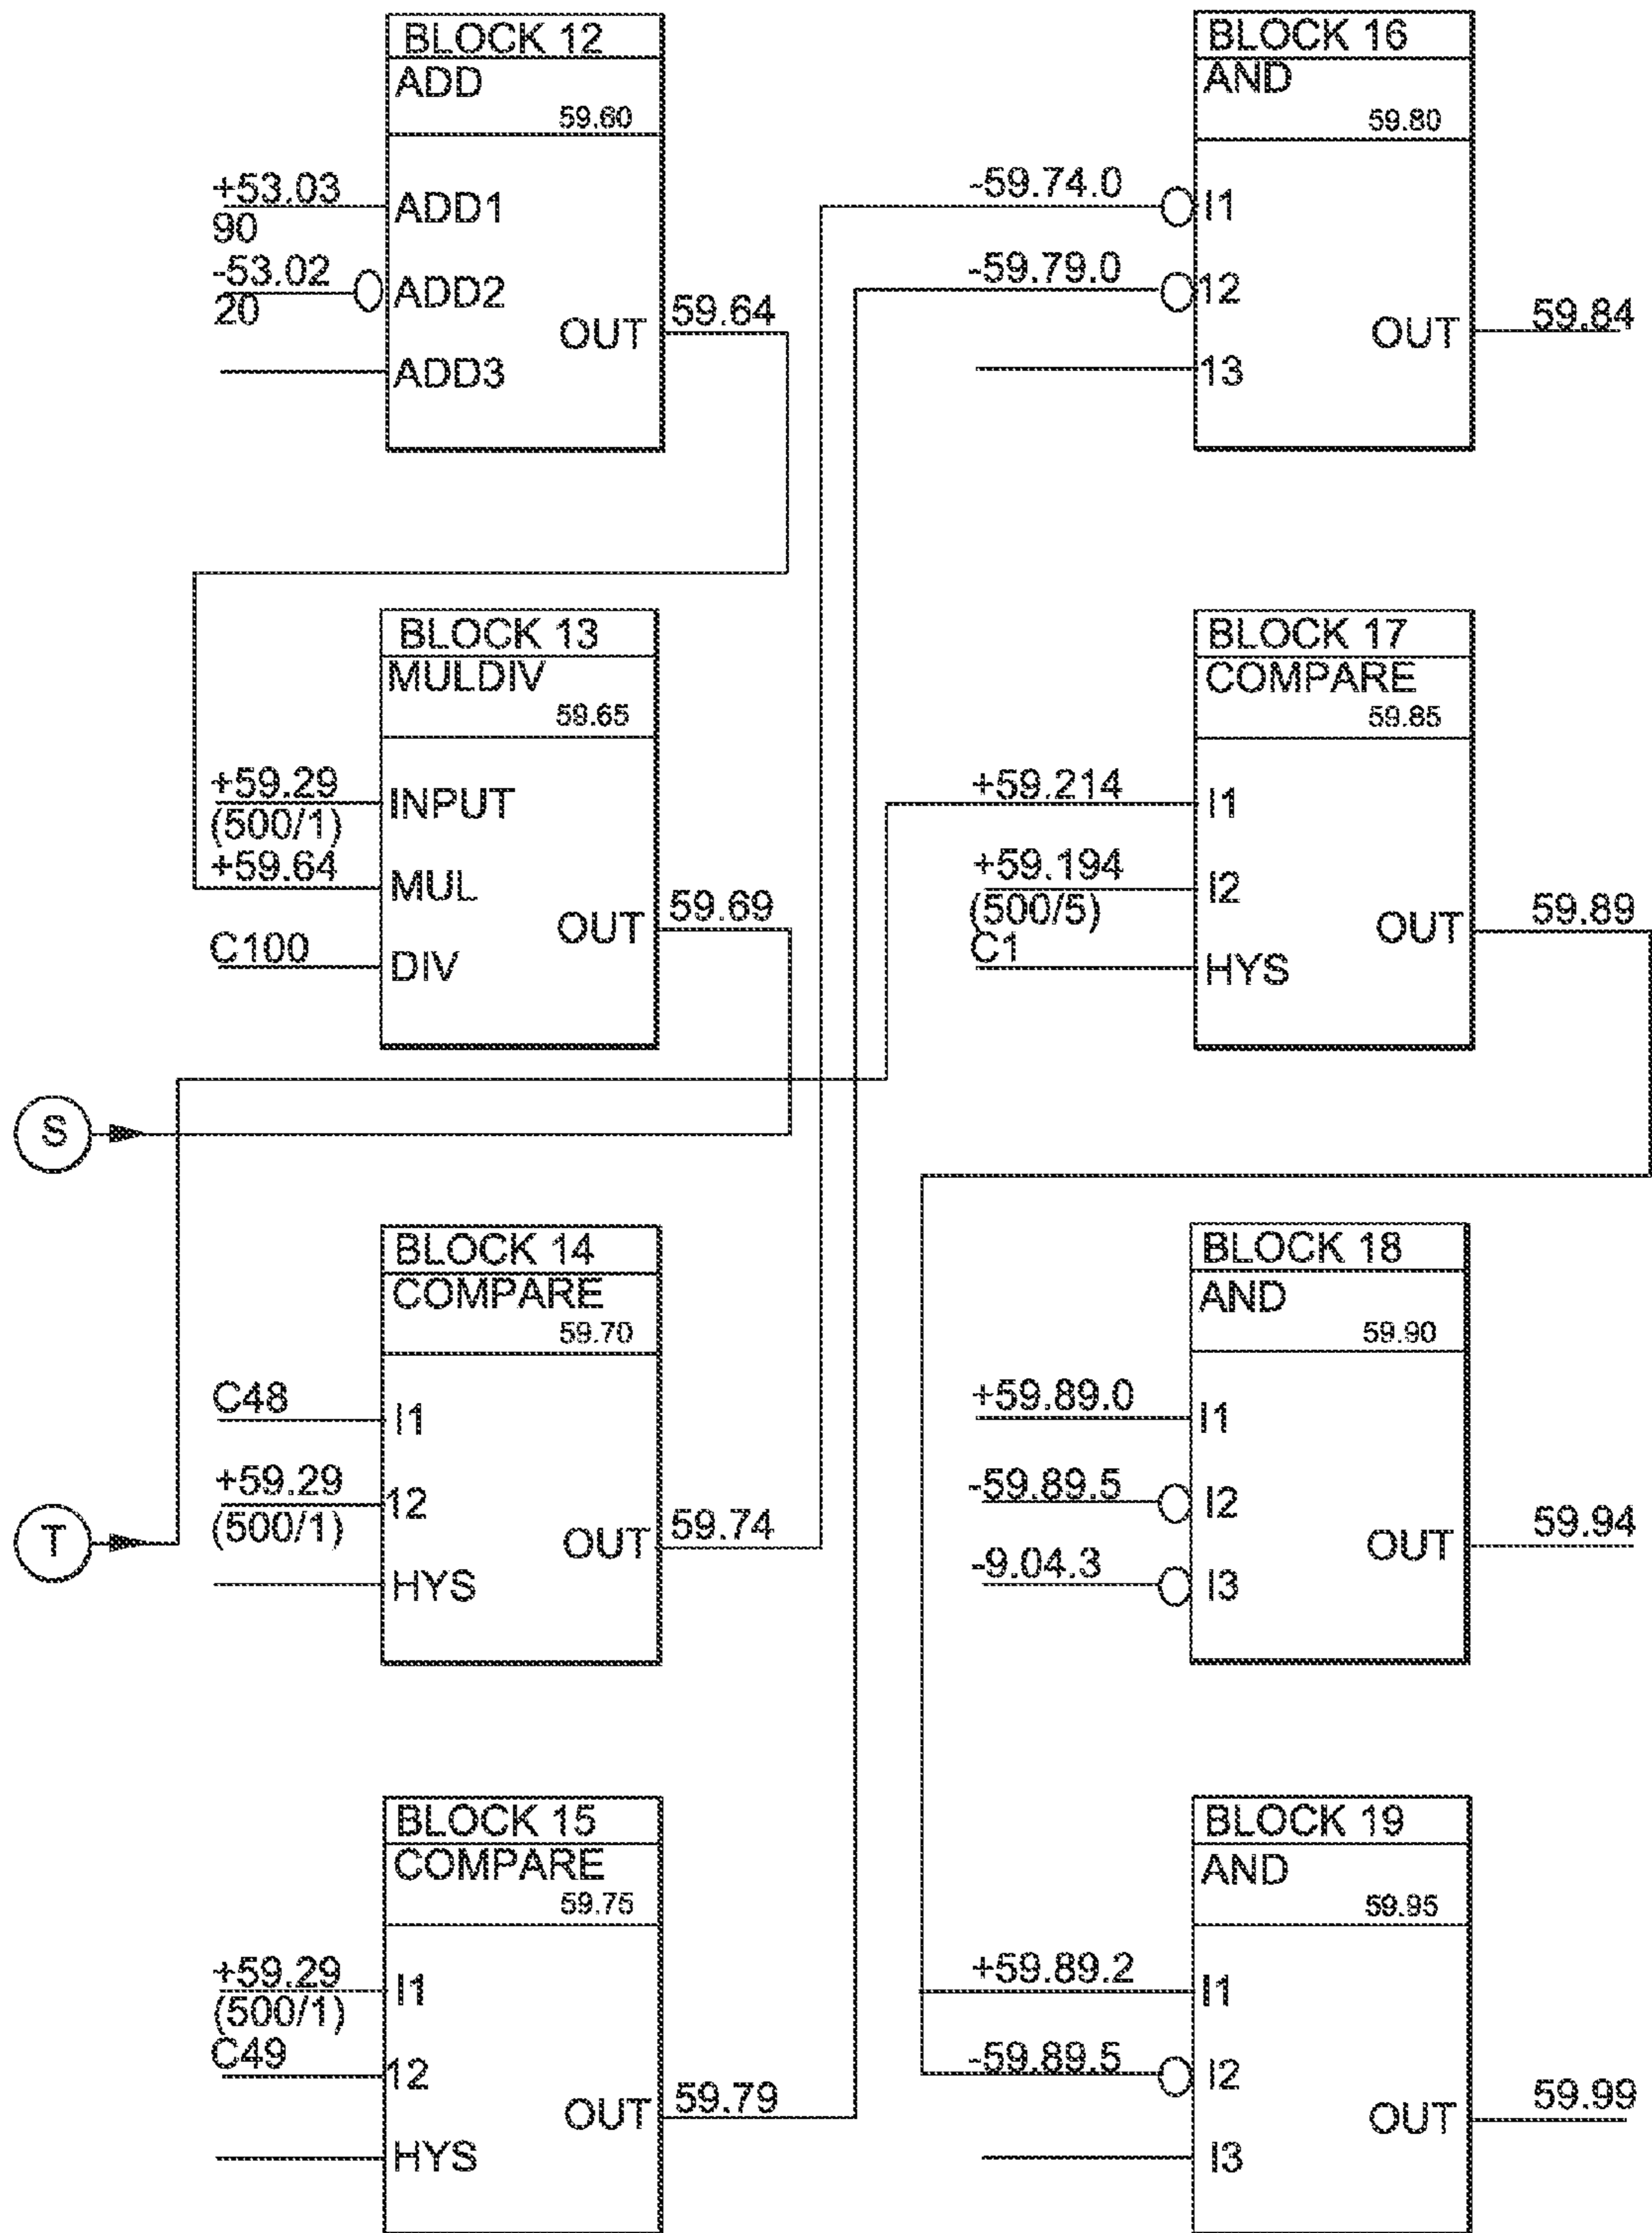 BLOCK 12
ADD
59.60
+53.03
90
ADD1
-53.02
20
ADD2
OUT
59.64
ADD3
BLOCK 13
MULDIV
59.65
+59.29
(500/1)
INPUT
+59.64
MUL
OUT
59.69
C100
DIV
S
BLOCK 14
COMPARE
59.70
C48
I1
+59.29
(500/1)
12
OUT
59.74
HYS
T
BLOCK 15
COMPARE
59.75
+59.29
(500/1)
I1
C49
12
OUT
59.79
HYS
BLOCK 16
AND
59.80
-59.74.0
I1
-59.79.0
12
OUT
59.84
13
BLOCK 17
COMPARE
59.85
+59.214
I1
+59.194
(500/5)
I2
OUT
59.89
C1
HYS
BLOCK 18
AND
59.90
+59.89.0
I1
-59.89.5
I2
OUT
59.94
-9.04.3
I3
BLOCK 19
AND
59.95
+59.89.2
I1
-59.89.5
I2
OUT
59.99
I3